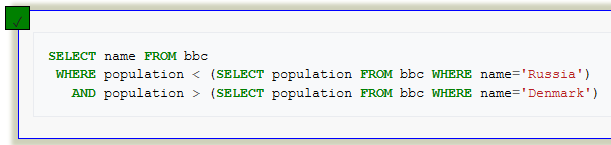 SELECT name FROM bbc
WHERE population < (SELECT population FROM bbc WHERE name='Russia')
AND population > (SELECT population FROM bbc WHERE name='Denmark')